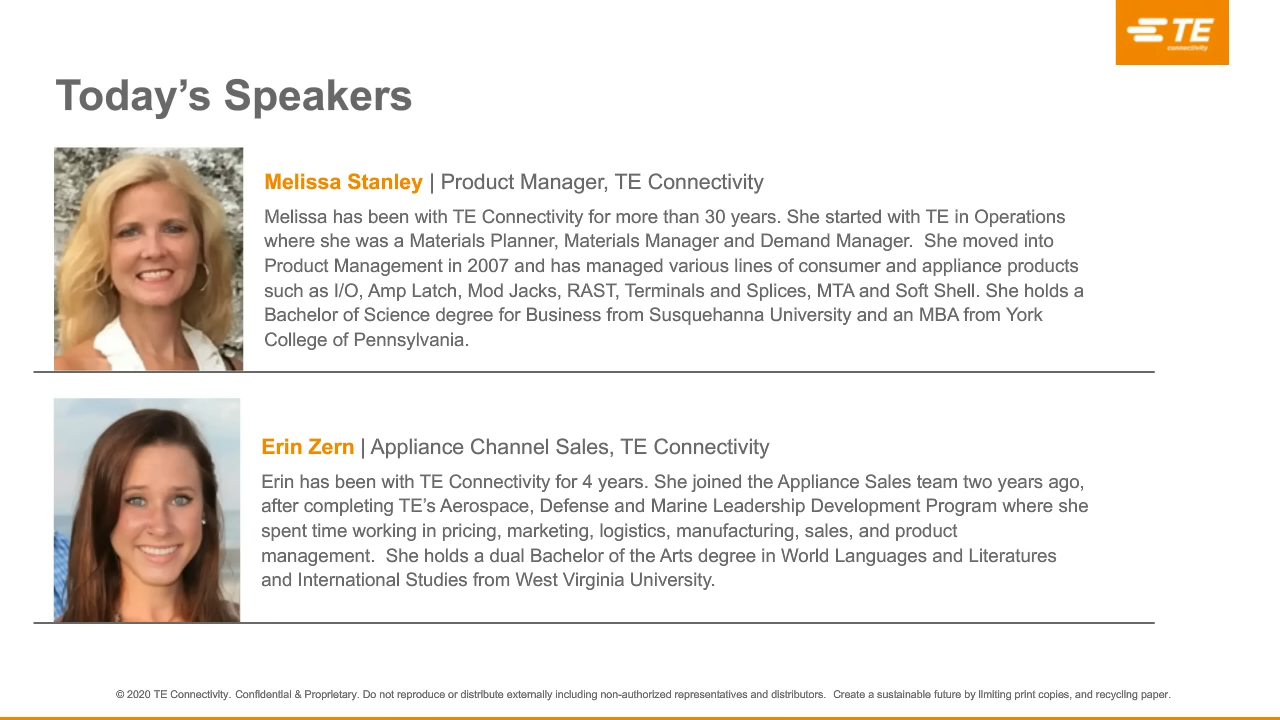 TE
connectivity
Today’s Speakers
Melissa Stanley | Product Manager, TE Connectivity
Melissa has been with TE Connectivity for more than 30 years. She started with TE in Operations
where she was a Materials Planner, Materials Manager and Demand Manager.  She moved into
Product Management in 2007 and has managed various lines of consumer and appliance products
such as I/O, Amp Latch, Mod Jacks, RAST, Terminals and Splices, MTA and Soft Shell. She holds a
Bachelor of Science degree for Business from Susquehanna University and an MBA from York
College of Pennsylvania.
Erin Zern | Appliance Channel Sales, TE Connectivity
Erin has been with TE Connectivity for 4 years. She joined the Appliance Sales team two years ago,
after completing TE’s Aerospace, Defense and Marine Leadership Development Program where she
spent time working in pricing, marketing, logistics, manufacturing, sales, and product
management.  She holds a dual Bachelor of the Arts degree in World Languages and Literatures
and International Studies from West Virginia University.
© 2020 TE Connectivity. Confidential & Proprietary. Do not reproduce or distribute externally including non-authorized representatives and distributors.  Create a sustainable future by limiting print copies, and recycling paper.